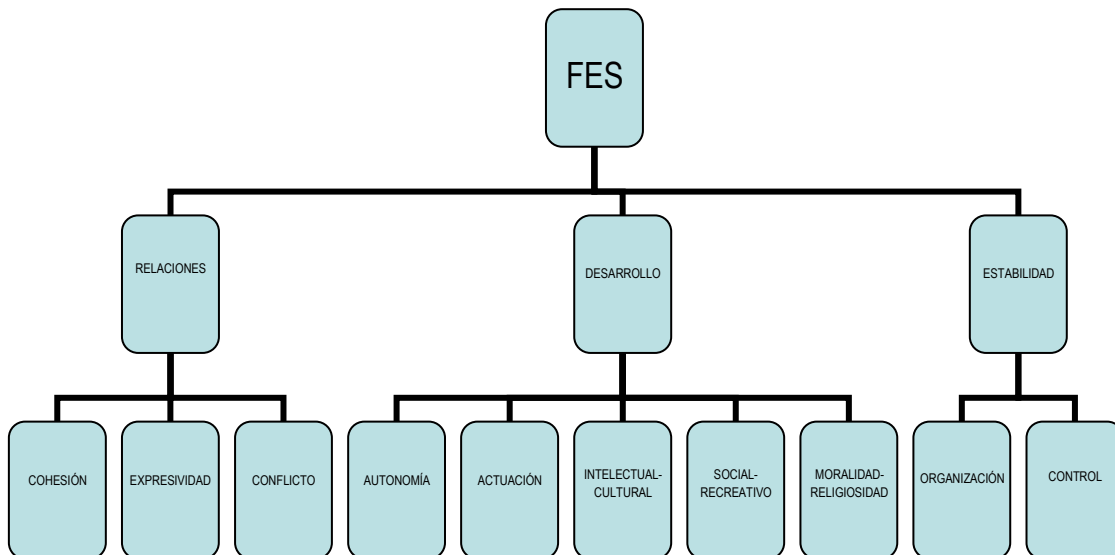 FES
RELACIONES
DESARROLLO
ESTABILIDAD
COHESIÓN
EXPRESIVIDAD
CONFLICTO
AUTONOMÍA
ACTUACIÓN
INTELECTUAL-
CULTURAL
SOCIAL-
RECREATIVO
MORALIDAD-
RELIGIOSIDAD
ORGANIZACIÓN
CONTROL